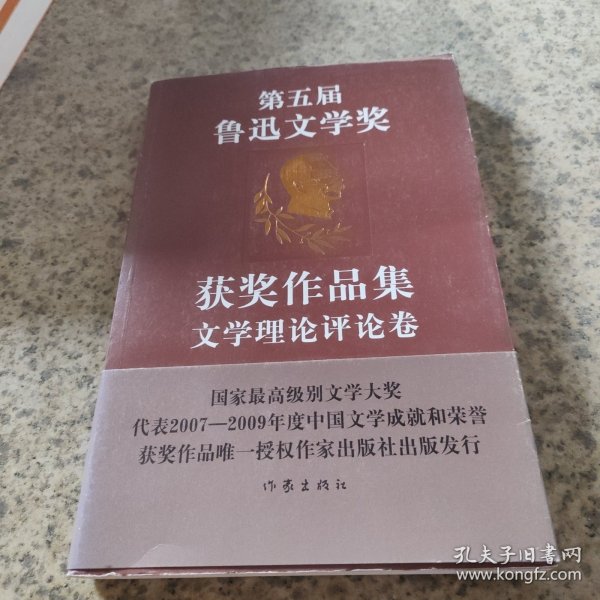 第五届
鲁迅文学奖
获奖作品集
文学理论评论卷
国家最高级别文学大奖
代表2007—2009年度中国文学成就和荣誉
获奖作品唯一授权作家出版社出版发行
作家出版社
孔夫子旧书网
www.kongfz.com